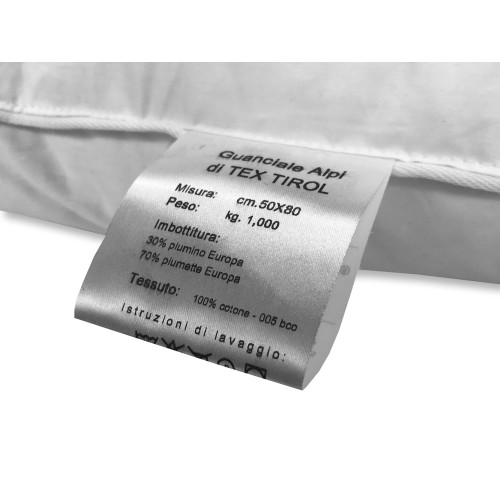 Guanciale Alpi
di TEX TIROL
Misura: cm.50X80
Peso: kg. 1,000
Imbottitura:
30% piumino Europa
70% piumette Europa
Tessuto: 100% cotone - 005 bco
istruzioni di lavaggio: